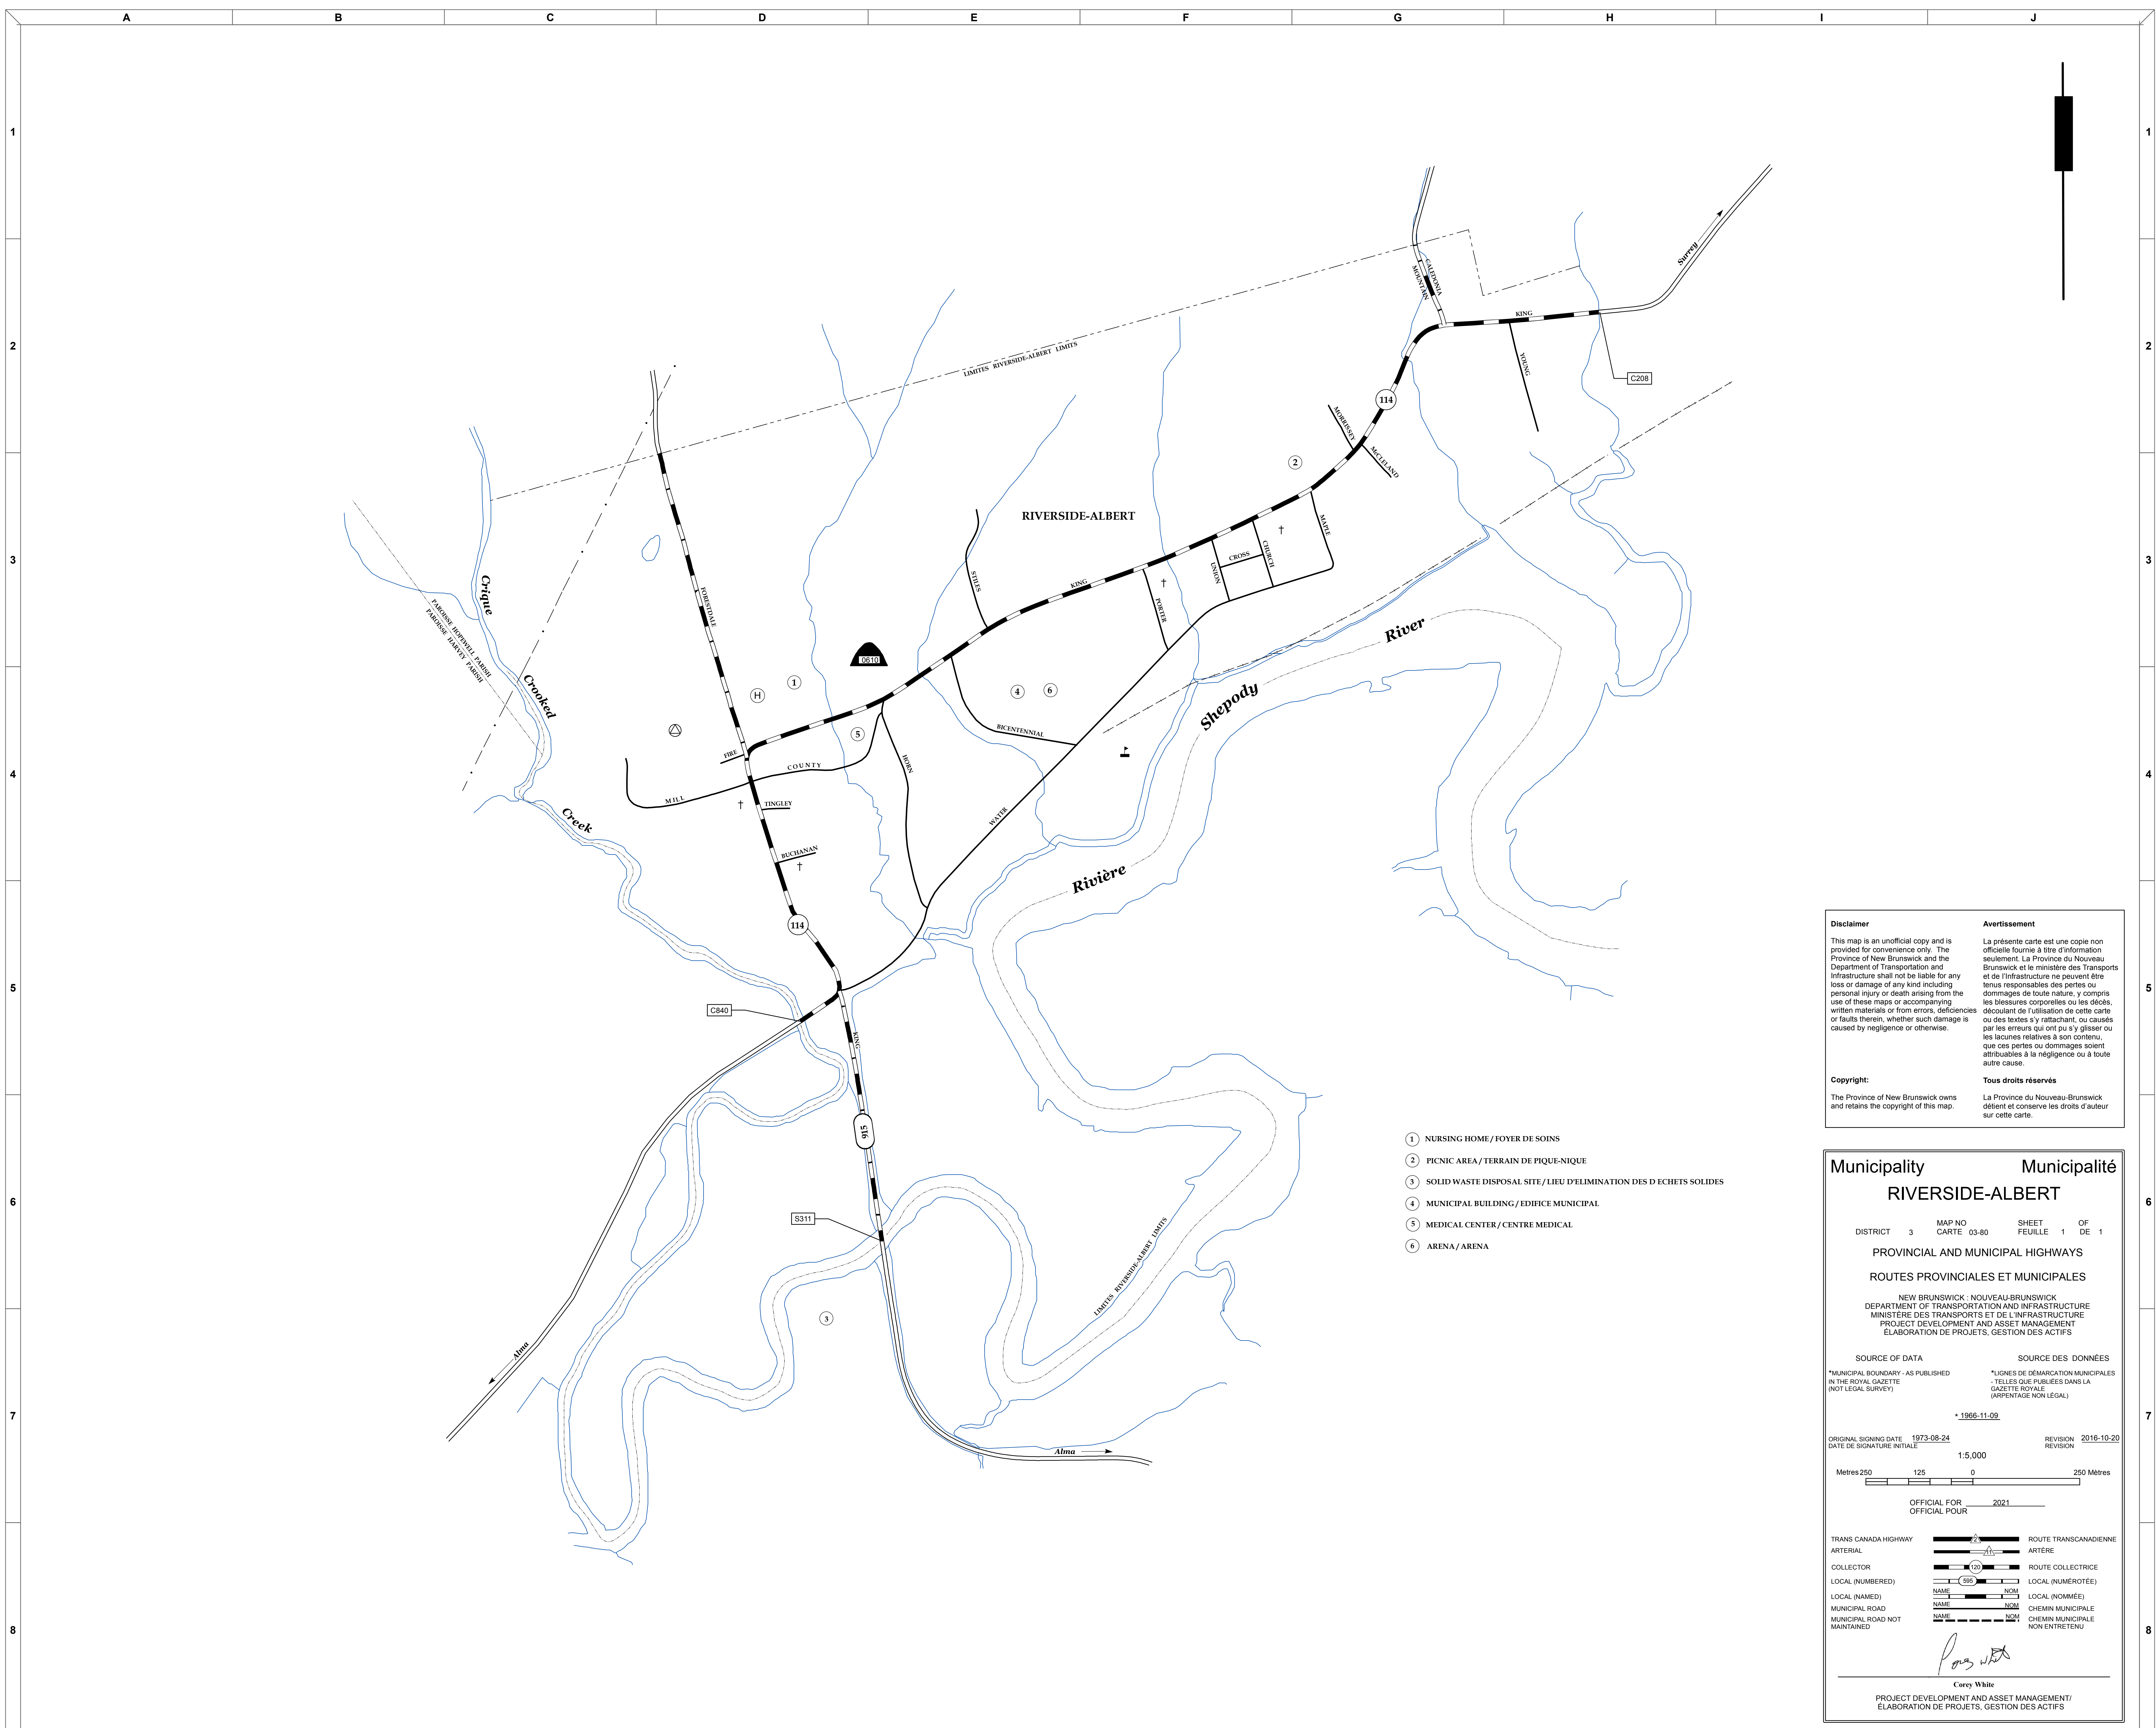 A B C D E F G H I J
1 1
2 2
3 3
4 4
5 5
6 6
7 7
8 8
Surrey
CALEDONIA
MOUNTAIN
KING
YOUNG
C208
LIMITES RIVERSIDE-ALBERT LIMITS
114
MORRISSEY
McCLELAND
2
RIVERSIDE-ALBERT
MAPLE
CHURCH
CROSS
UNION
KING
STILES
PORTER
FORESTDALE
Crique
PAROISSE HOPEWELL PARISH
PAROISSE HARVEY PARISH
Crooked
Creek
River
Shepody
Rivière
0610
1
H
4
6
5
BICENTENNIAL
FIRE
COUNTY
HORN
MILL
TINGLEY
WATER
BUCHANAN
114
C840
KING
915
S311
LIMITES RIVERSIDE-ALBERT LIMITS
3
Alma
Alma
1 NURSING HOME / FOYER DE SOINS
2 PICNIC AREA / TERRAIN DE PIQUE-NIQUE
3 SOLID WASTE DISPOSAL SITE / LIEU D'ELIMINATION DES D ECHETS SOLIDES
4 MUNICIPAL BUILDING / EDIFICE MUNICIPAL
5 MEDICAL CENTER / CENTRE MEDICAL
6 ARENA / ARENA
Disclaimer
This map is an unofficial copy and is
provided for convenience only. The
Province of New Brunswick and the
Department of Transportation and
Infrastructure shall not be liable for any
loss or damage of any kind including
personal injury or death arising from the
use of these maps or accompanying
written materials or from errors, deficiencies
or faults therein, whether such damage is
caused by negligence or otherwise.
Copyright:
The Province of New Brunswick owns
and retains the copyright of this map.
Avertissement
La présente carte est une copie non
officielle fournie à titre d'information
seulement. La Province du Nouveau
Brunswick et le ministère des Transports
et de l'Infrastructure ne peuvent être
tenus responsables des pertes ou
dommages de toute nature, y compris
les blessures corporelles ou les décès,
découlant de l'utilisation de cette carte
ou des textes s'y rattachant, ou causés
par les erreurs qui ont pu s'y glisser ou
les lacunes relatives à son contenu,
que ces pertes ou dommages soient
attribuables à la négligence ou à toute
autre cause.
Tous droits réservés
La Province du Nouveau-Brunswick
détient et conserve les droits d'auteur
sur cette carte.
Municipality Municipalité
RIVERSIDE-ALBERT
MAP NO SHEET OF
DISTRICT 3 CARTE 03-80 FEUILLE 1 DE 1
PROVINCIAL AND MUNICIPAL HIGHWAYS
ROUTES PROVINCIALES ET MUNICIPALES
NEW BRUNSWICK : NOUVEAU-BRUNSWICK
DEPARTMENT OF TRANSPORTATION AND INFRASTRUCTURE
MINISTÈRE DES TRANSPORTS ET DE L'INFRASTRUCTURE
PROJECT DEVELOPMENT AND ASSET MANAGEMENT
ÉLABORATION DE PROJETS, GESTION DES ACTIFS
SOURCE OF DATA SOURCE DES DONNÉES
*MUNICIPAL BOUNDARY - AS PUBLISHED
IN THE ROYAL GAZETTE
(NOT LEGAL SURVEY)
*LIGNES DE DÉMARCATION MUNICIPALES
- TELLES QUE PUBLIÉES DANS LA
GAZETTE ROYALE
(ARPENTAGE NON LÉGAL)
* 1966-11-09
ORIGINAL SIGNING DATE 1973-08-24 REVISION 2016-10-20
DATE DE SIGNATURE INITIALE REVISION
1:5,000
Metres 250 125 0 250 Mètres
OFFICIAL FOR 2021
OFFICIAL POUR
TRANS CANADA HIGHWAY 2 ROUTE TRANSCANADIENNE
ARTERIAL 11 ARTÈRE
COLLECTOR 120 ROUTE COLLECTRICE
LOCAL (NUMBERED) 595 LOCAL (NUMÉROTÉE)
LOCAL (NAMED) NAME NOM LOCAL (NOMMÉE)
MUNICIPAL ROAD NAME NOM CHEMIN MUNICIPALE
MUNICIPAL ROAD NOT NAME NOM CHEMIN MUNICIPALE
MAINTAINED NON ENTRETENU
Corey White
Corey White
PROJECT DEVELOPMENT AND ASSET MANAGEMENT/
ÉLABORATION DE PROJETS, GESTION DES ACTIFS